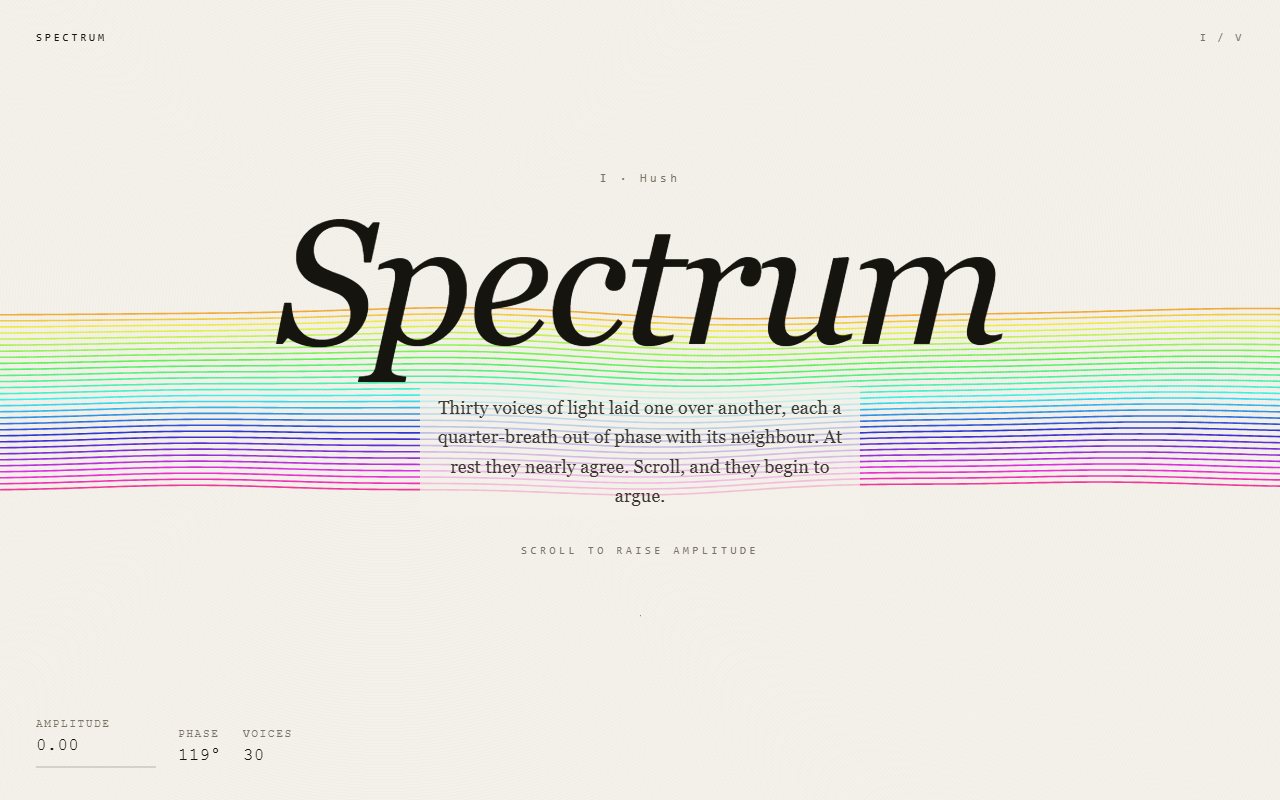 SPECTRUM
I / V
I · Hush
Spectrum
Thirty voices of light laid one over another, each a
quarter-breath out of phase with its neighbour. At
rest they nearly agree. Scroll, and they begin to
argue.
SCROLL TO RAISE AMPLITUDE
AMPLITUDE
0.00
PHASE
119°
VOICES
30